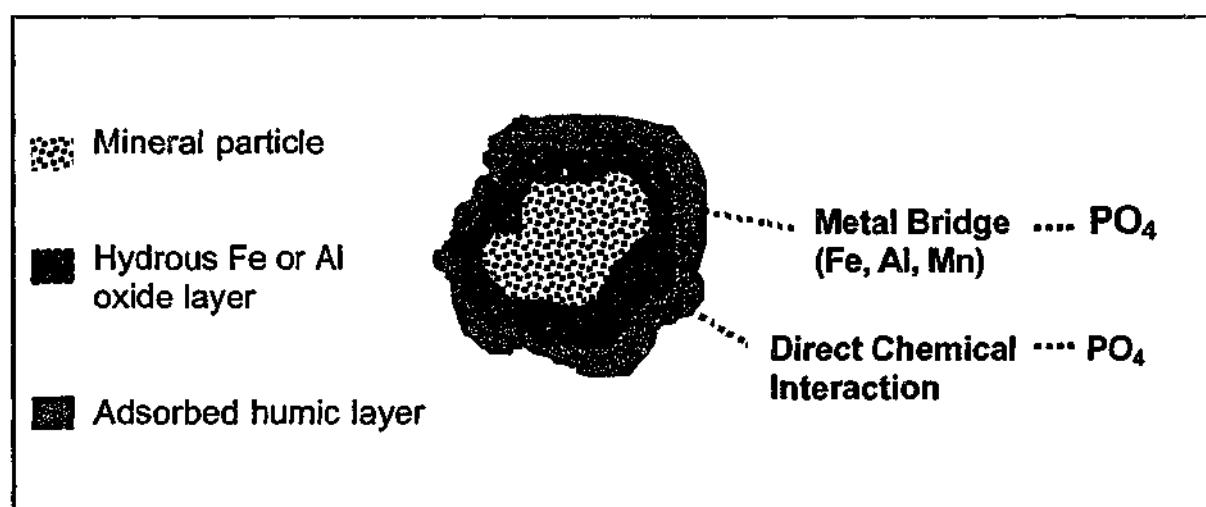 Mineral particle
Hydrous Fe or Al
oxide layer
Adsorbed humic layer
Metal Bridge ···· PO₄
(Fe, Al, Mn)
Direct Chemical ···· PO₄
Interaction